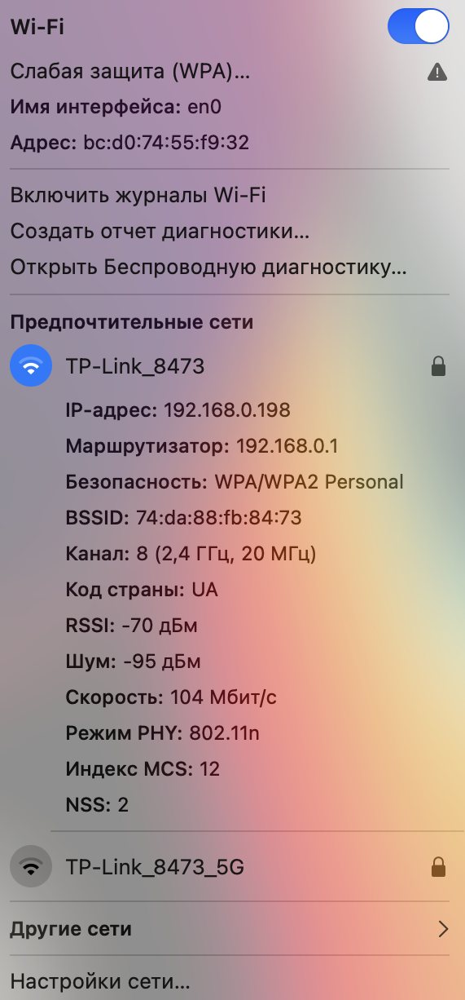 Wi-Fi
Слабая защита (WPA)...
Имя интерфейса: en0
Адрес: bc:d0:74:55:f9:32
Включить журналы Wi-Fi
Создать отчет диагностики...
Открыть Беспроводную диагностику...
Предпочтительные сети
TP-Link_8473
IP-адрес: 192.168.0.198
Маршрутизатор: 192.168.0.1
Безопасность: WPA/WPA2 Personal
BSSID: 74:da:88:fb:84:73
Канал: 8 (2,4 ГГц, 20 МГц)
Код страны: UA
RSSI: -70 дБм
Шум: -95 дБм
Скорость: 104 Мбит/с
Режим PHY: 802.11n
Индекс MCS: 12
NSS: 2
TP-Link_8473_5G
Другие сети
Настройки сети...